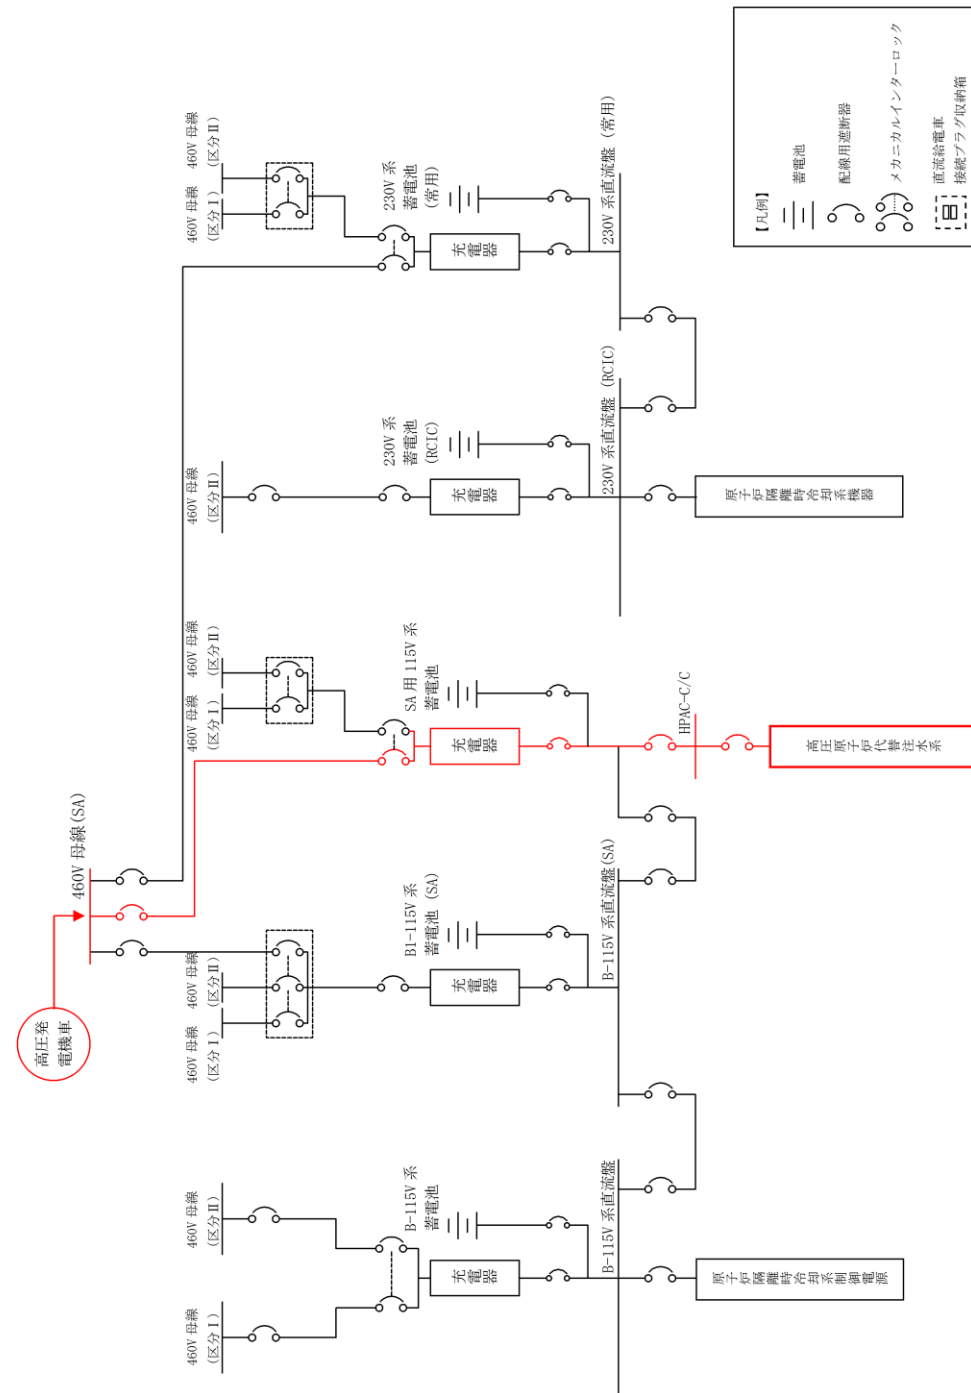 高圧発
電機車
460V 母線(SA)
460V 母線
(区分Ⅰ)
460V 母線
(区分Ⅱ)
B-115V 系
蓄電池
充電器
B-115V 系直流盤
原子炉隔離時冷却系制御電源
460V 母線
(区分Ⅰ)
460V 母線
(区分Ⅱ)
B1-115V 系
蓄電池 (SA)
充電器
B-115V 系直流盤(SA)
460V 母線
(区分Ⅰ)
460V 母線
(区分Ⅱ)
SA 用 115V 系
蓄電池
充電器
HPAC-C/C
高圧原子炉代替注水系
460V 母線
(区分Ⅱ)
230V 系
蓄電池
(RCIC)
充電器
230V 系直流盤 (RCIC)
原子炉隔離時冷却系機器
460V 母線
(区分Ⅰ)
460V 母線
(区分Ⅱ)
230V 系
蓄電池
(常用)
充電器
230V 系直流盤 (常用)
【凡例】
蓄電池
配線用遮断器
メカニカルインターロック
直流給電車
接続プラグ収納箱